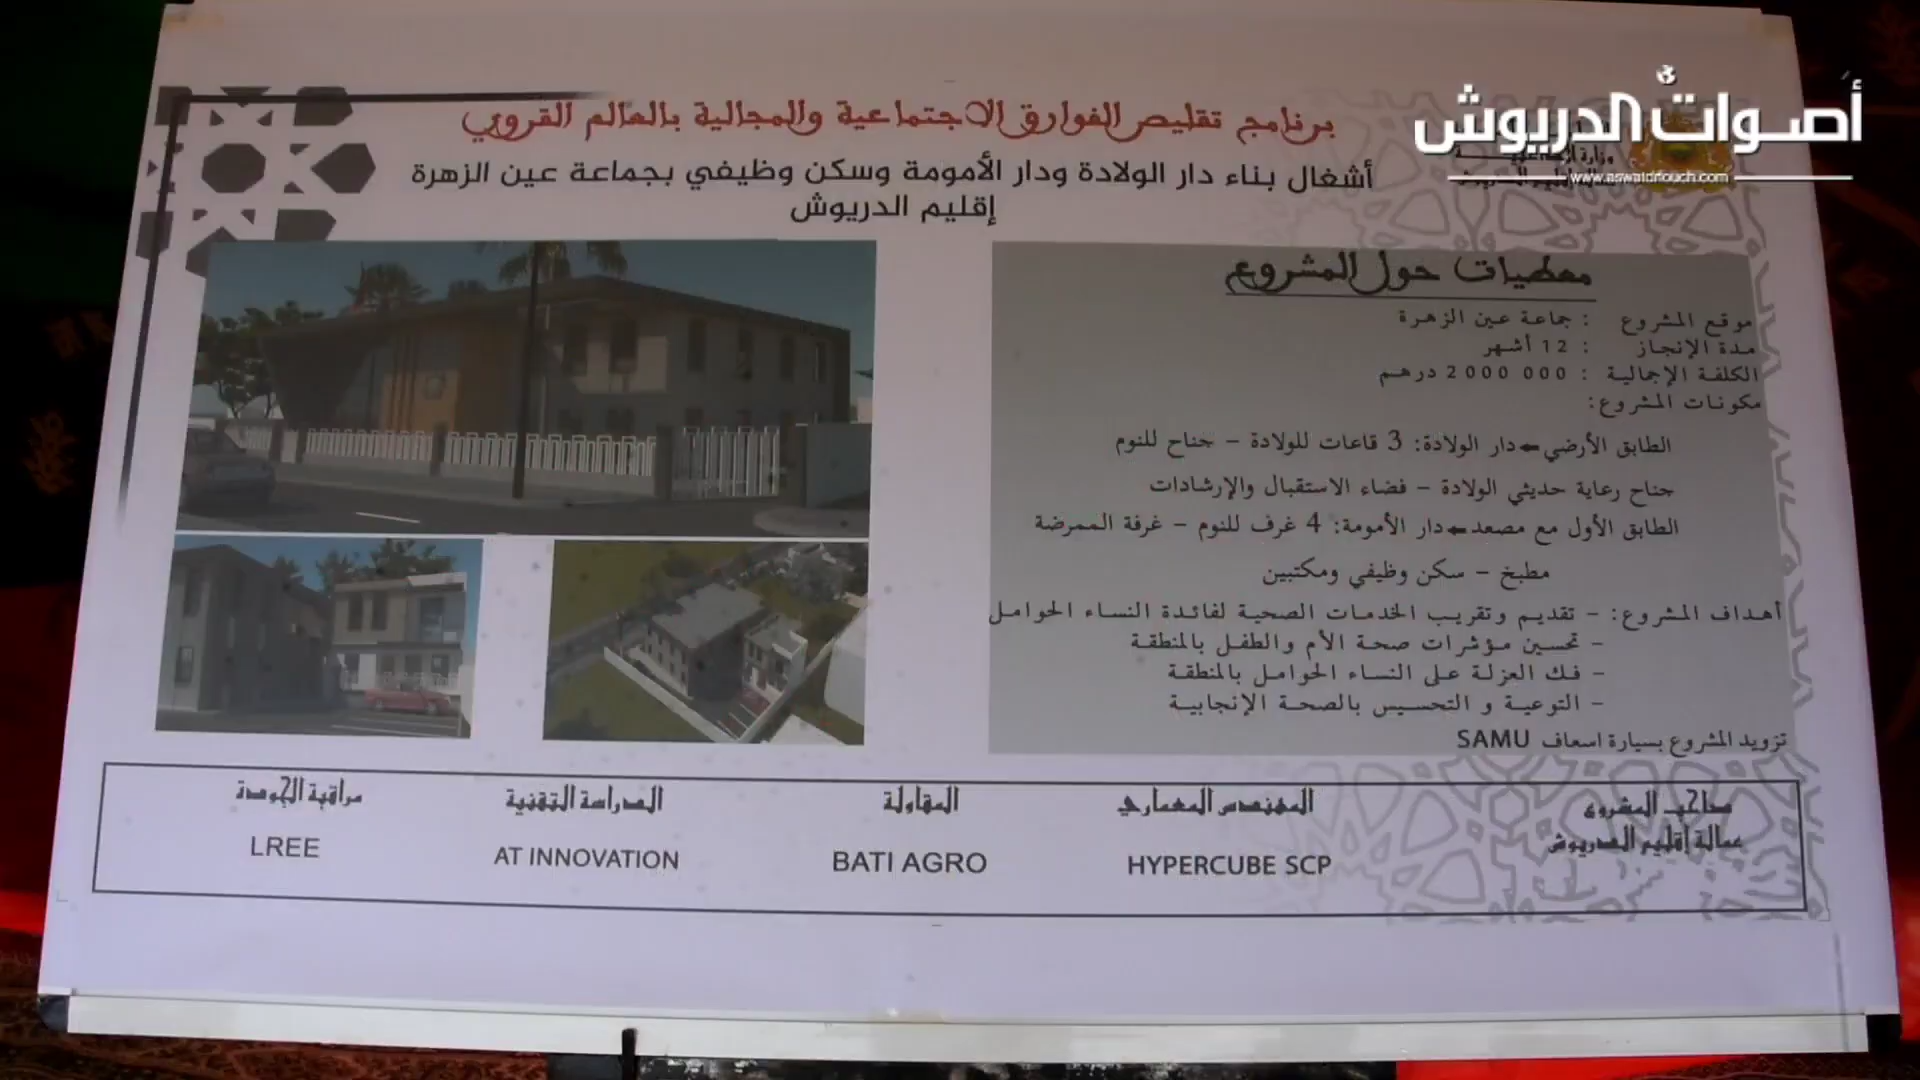 أصوات الدريوش
www.aswatdriouch.com
برنامج تقليص الفوارق الاجتماعية والمجالية بالعالم القروي
أشغال بناء دار الولادة ودار الأمومة وسكن وظيفي بجماعة عين الزهرة
إقليم الدريوش
معطيات حول المشروع
موقع المشروع : جماعة عين الزهرة
مدة الإنجاز : 12 أشهر
الكلفة الإجمالية : 2000 000 درهم
مكونات المشروع:
الطابق الأرضي←دار الولادة: 3 قاعات للولادة – جناح للنوم
جناح رعاية حديثي الولادة – فضاء الاستقبال والإرشادات
الطابق الأول مع مصعد←دار الأمومة: 4 غرف للنوم – غرفة الممرضة
مطبخ – سكن وظيفي ومكتبين
أهداف المشروع: – تقديم وتقريب الخدمات الصحية لفائدة النساء الحوامل
– تحسين مؤشرات صحة الأم والطفل بالمنطقة
– فك العزلة على النساء الحوامل بالمنطقة
– التوعية و التحسيس بالصحة الإنجابية
تزويد المشروع بسيارة اسعاف SAMU
صاحب المشروع
عمالة إقليم الدريوش
المهندس المعماري
HYPERCUBE SCP
المقاولة
BATI AGRO
الدراسة التقنية
AT INNOVATION
مراقبة الجودة
LREE